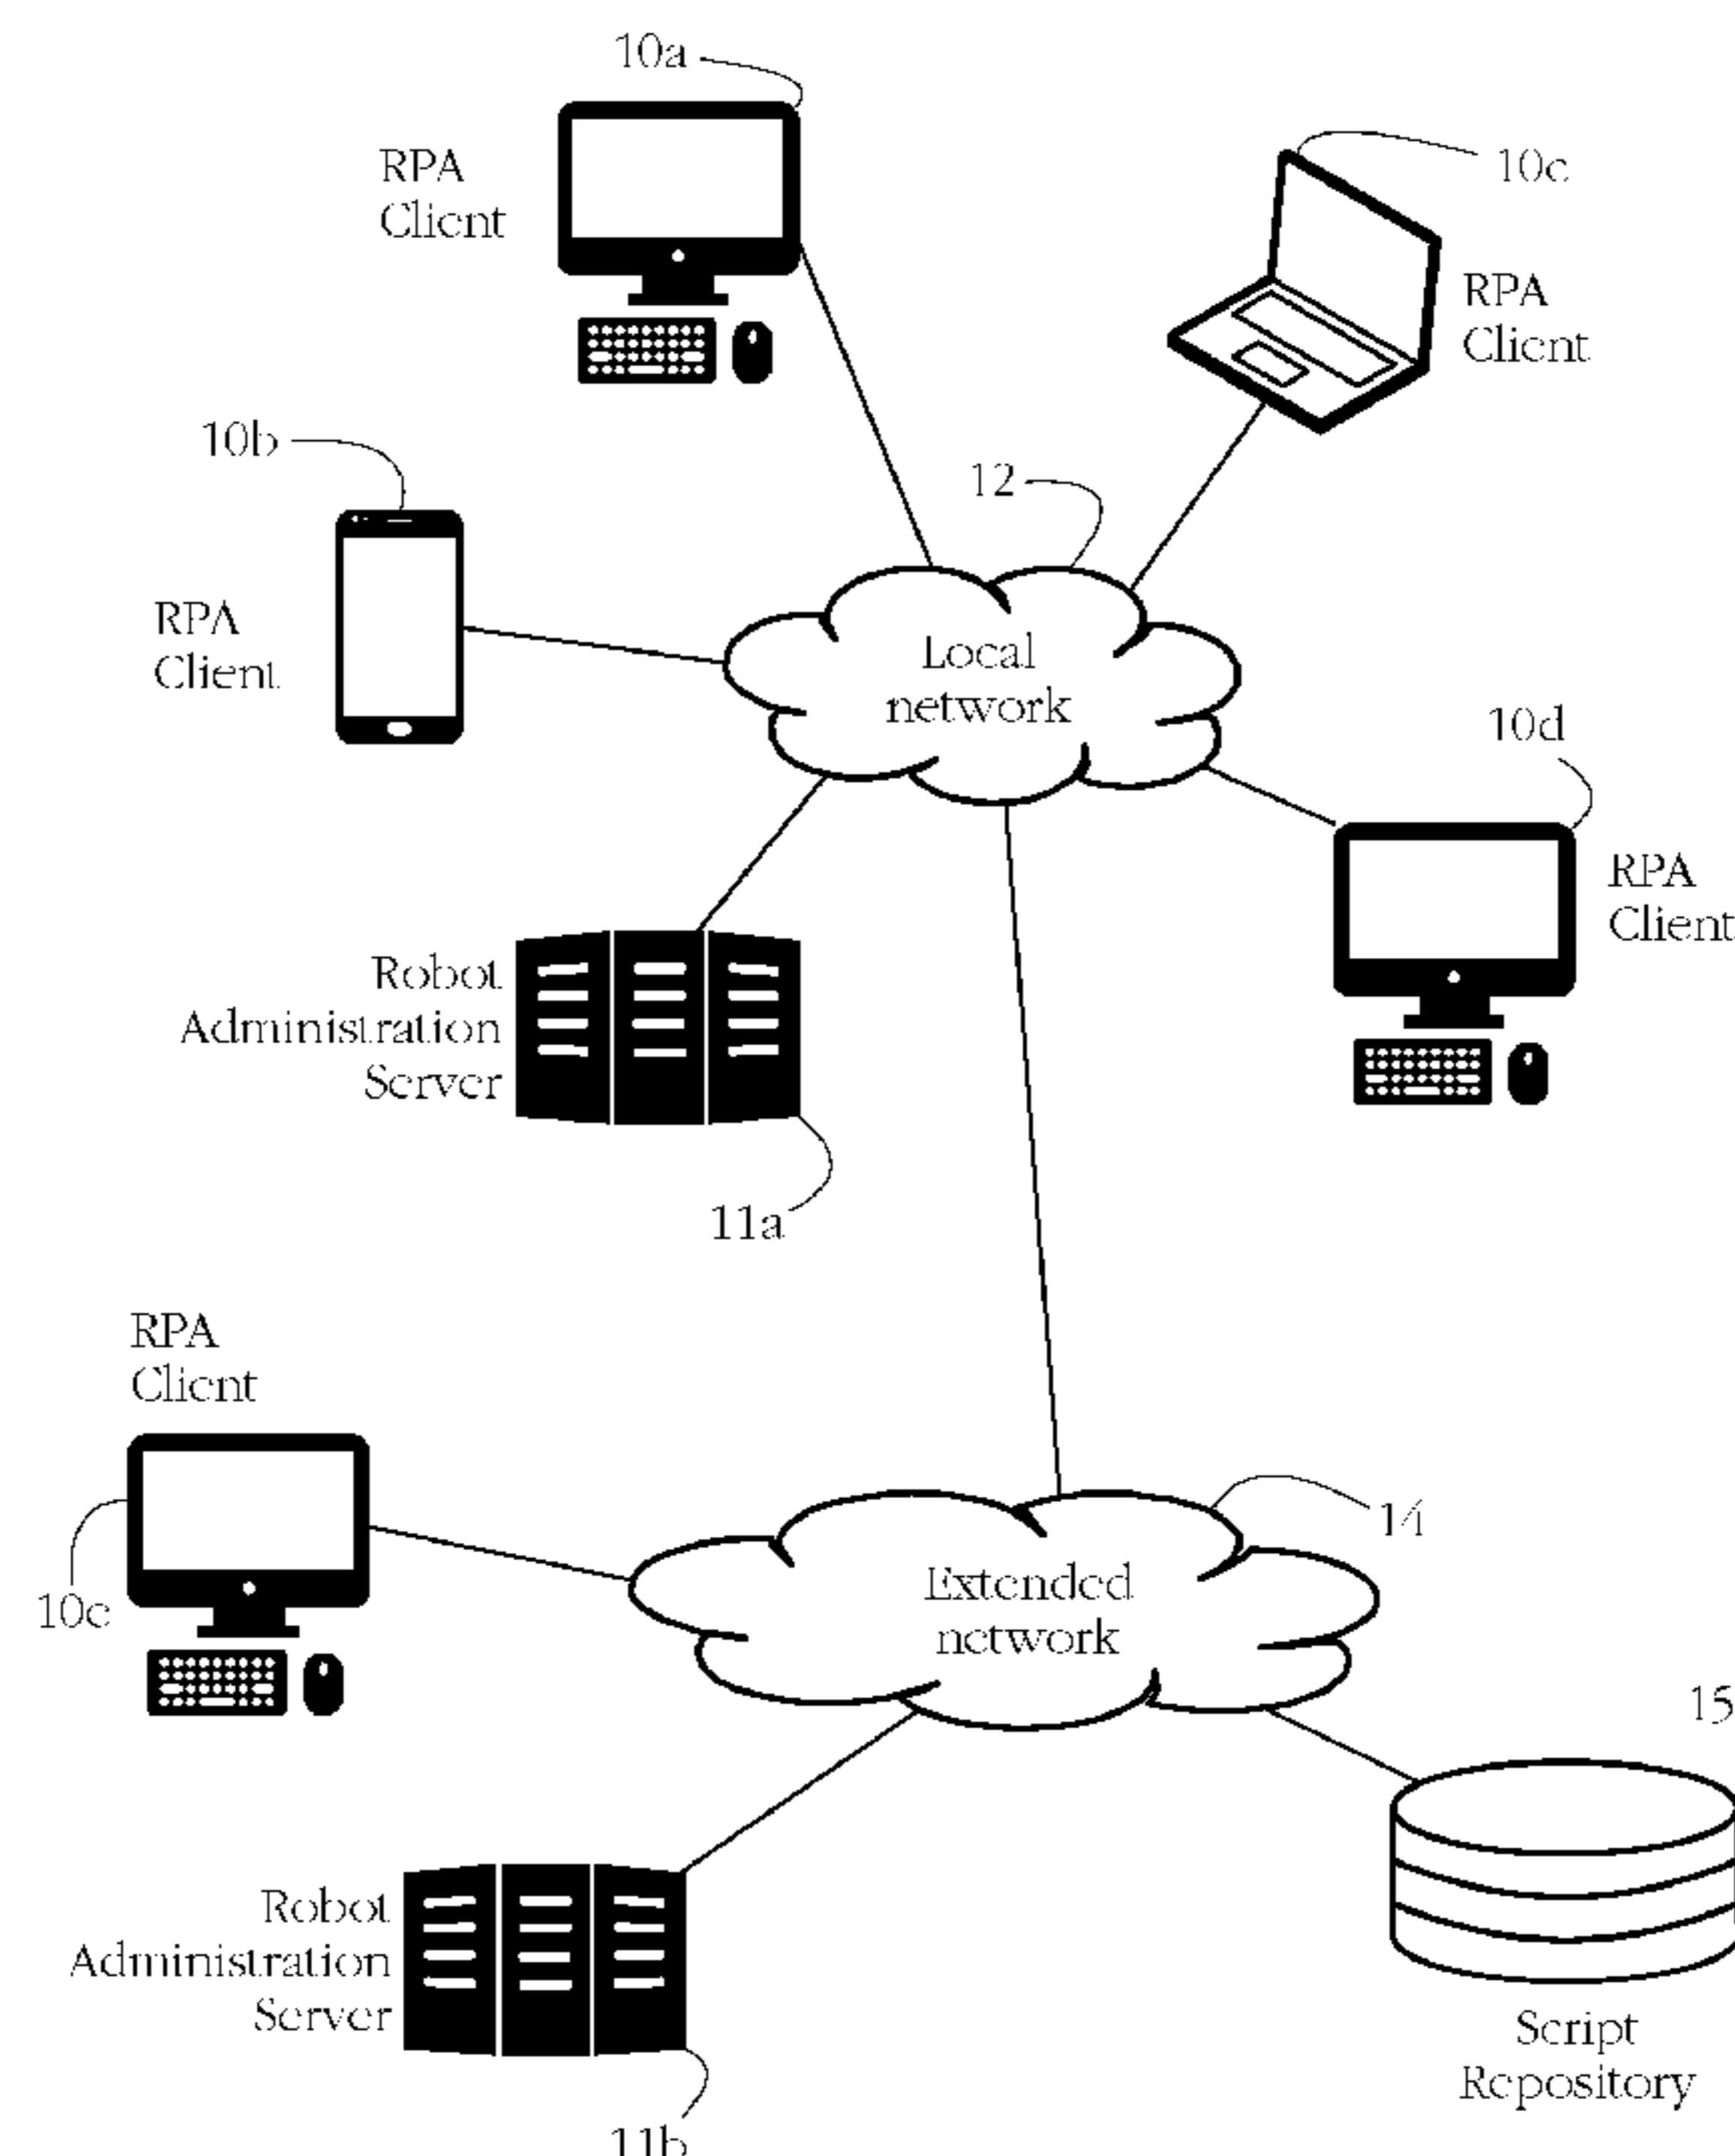 10a
RPA
Client
10c
RPA
Client
10b
12
RPA
Client
Local
network
10d
RPA
Client
Robot
Administration
Server
11a
RPA
Client
14
10e
Extended
network
15
Robot
Administration
Server
Script
Repository
11b